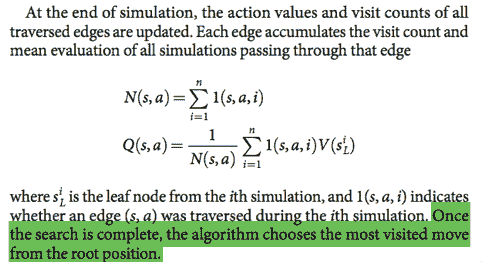 At the end of simulation, the action values and visit counts of all
traversed edges are updated. Each edge accumulates the visit count and
mean evaluation of all simulations passing through that edge
N(s, a) = \sum_{i=1}^{n} 1(s, a, i)
Q(s, a) = \frac{1}{N(s, a)} \sum_{i=1}^{n} 1(s, a, i) V(s_L^i)
where s_L^i is the leaf node from the ith simulation, and 1(s, a, i) indicates
whether an edge (s, a) was traversed during the ith simulation. Once
the search is complete, the algorithm chooses the most visited move
from the root position.